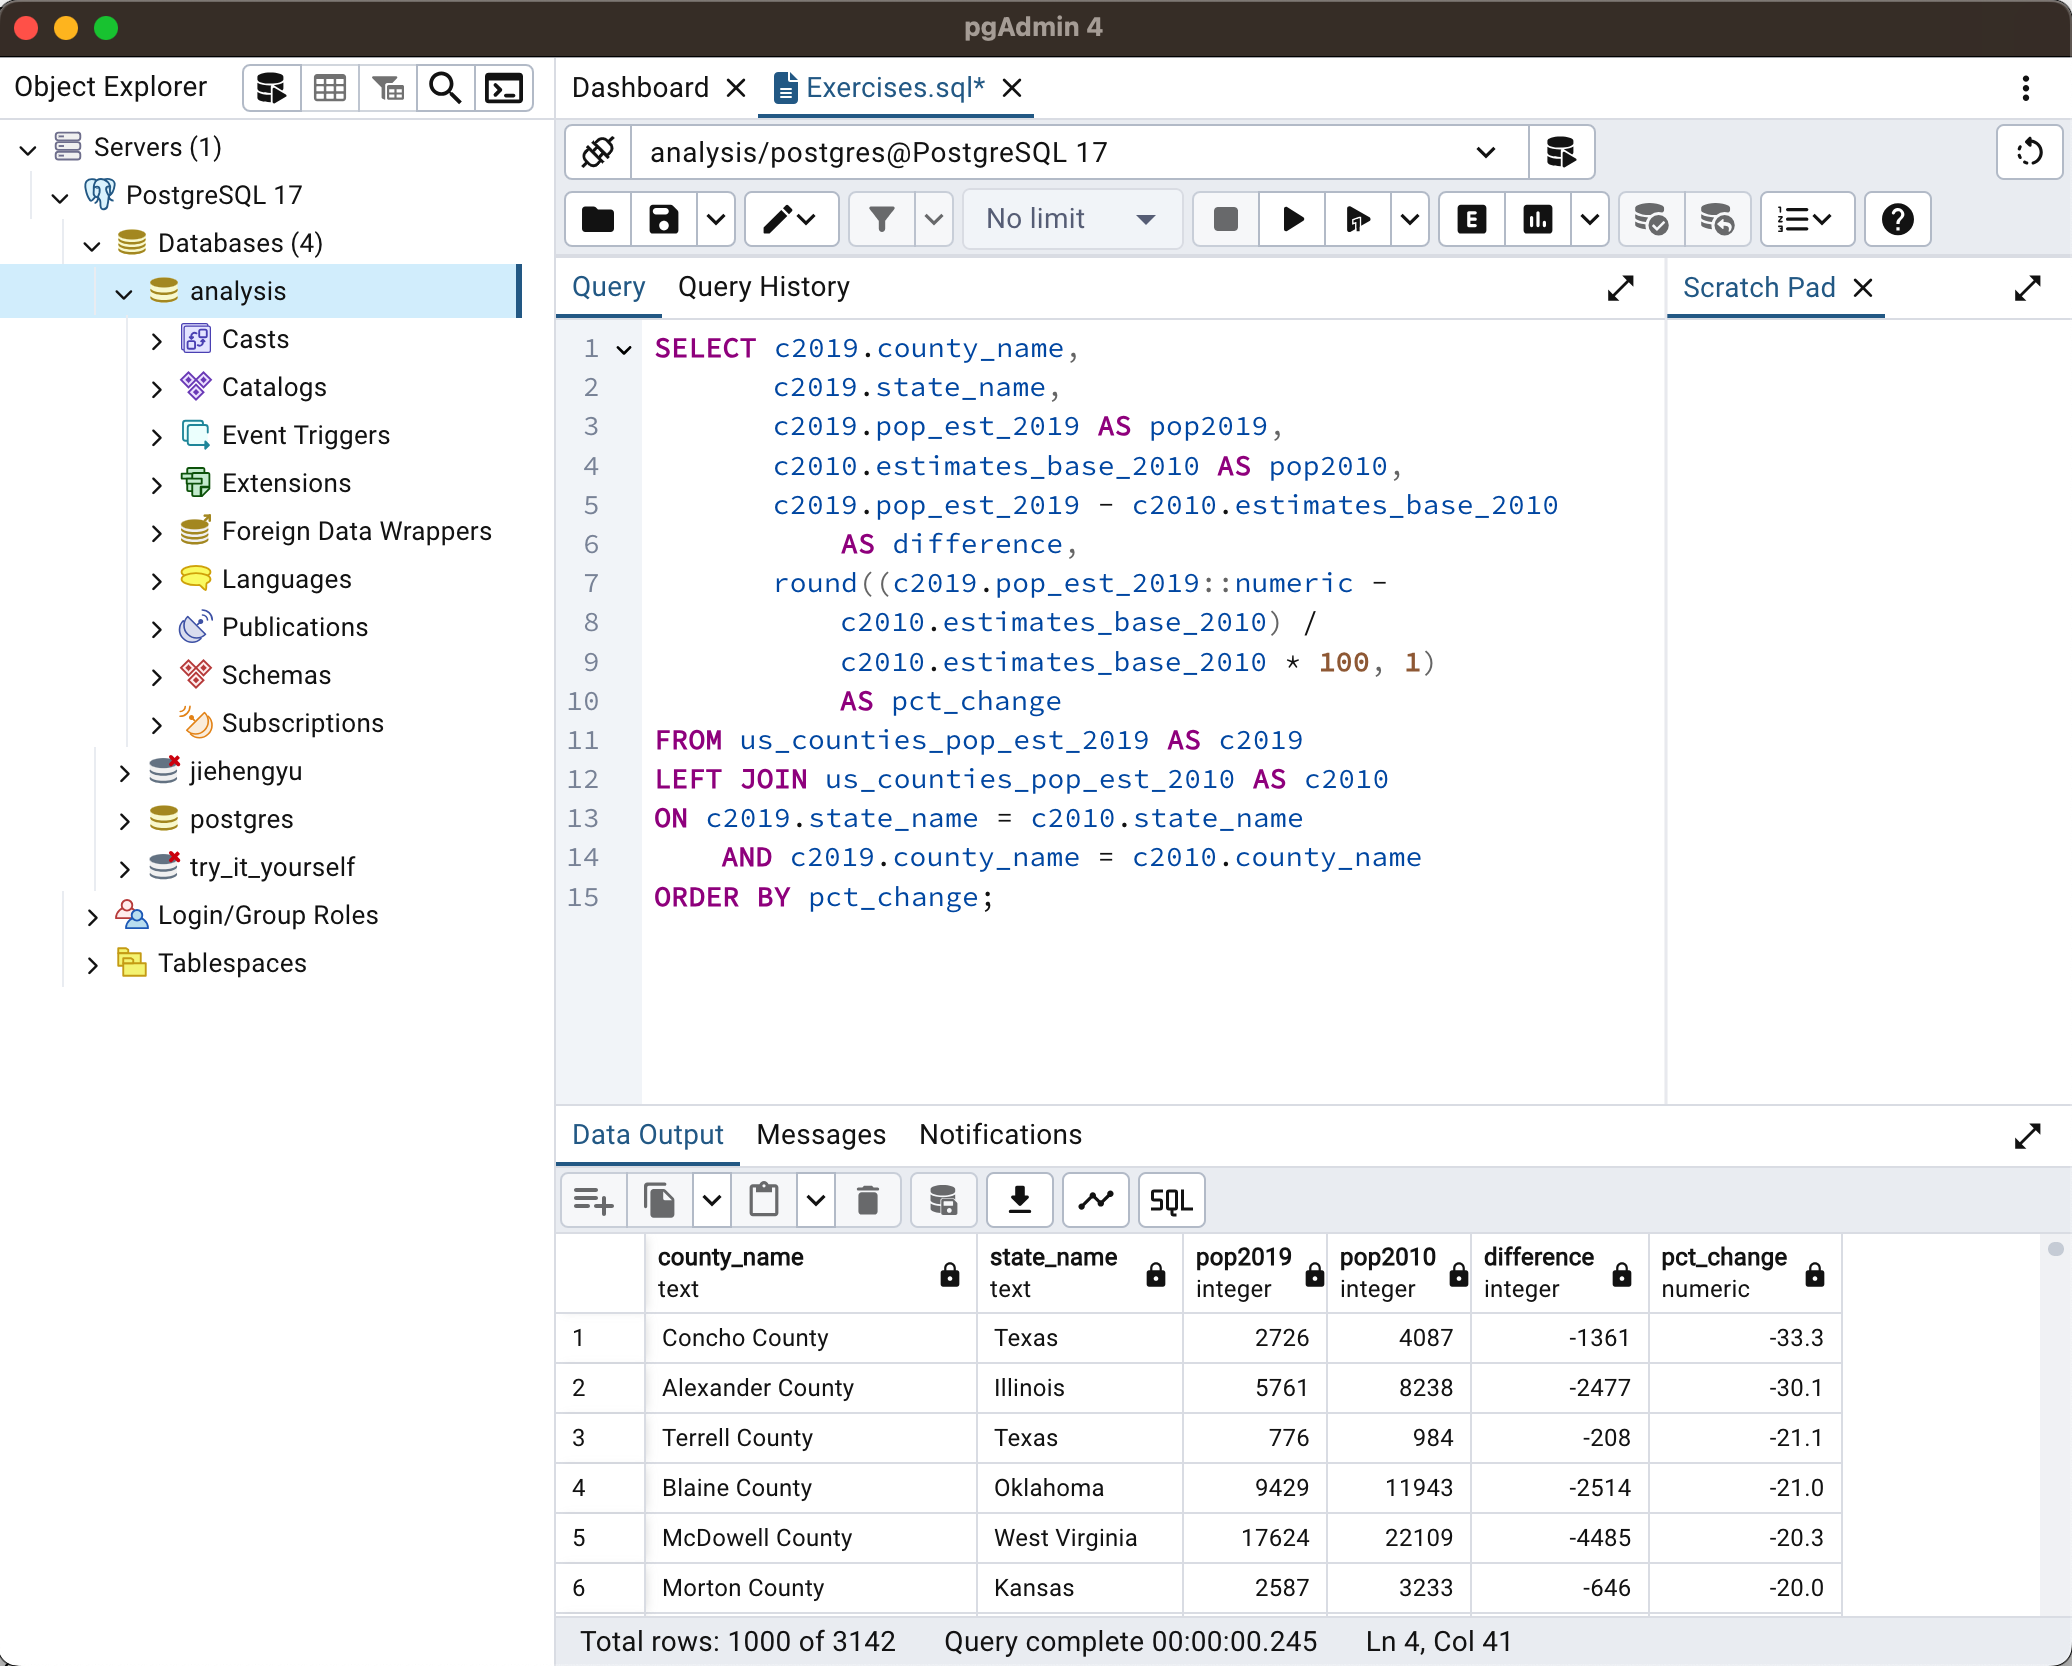 pgAdmin 4
Object Explorer
Dashboard
Exercises.sql*
Servers (1)
PostgreSQL 17
Databases (4)
analysis
Casts
Catalogs
Event Triggers
Extensions
Foreign Data Wrappers
Languages
Publications
Schemas
Subscriptions
jiehengyu
postgres
try_it_yourself
Login/Group Roles
Tablespaces
analysis/postgres@PostgreSQL 17
No limit
E
Query
Query History
Scratch Pad
1 SELECT c2019.county_name,
2 c2019.state_name,
3 c2019.pop_est_2019 AS pop2019,
4 c2010.estimates_base_2010 AS pop2010,
5 c2019.pop_est_2019 - c2010.estimates_base_2010
6 AS difference,
7 round((c2019.pop_est_2019::numeric -
8 c2010.estimates_base_2010) /
9 c2010.estimates_base_2010 * 100, 1)
10 AS pct_change
11 FROM us_counties_pop_est_2019 AS c2019
12 LEFT JOIN us_counties_pop_est_2010 AS c2010
13 ON c2019.state_name = c2010.state_name
14 AND c2019.county_name = c2010.county_name
15 ORDER BY pct_change;
Data Output Messages Notifications
SQL
county_name state_name pop2019 pop2010 difference pct_change
text text integer integer integer numeric
1 Concho County Texas 2726 4087 -1361 -33.3
2 Alexander County Illinois 5761 8238 -2477 -30.1
3 Terrell County Texas 776 984 -208 -21.1
4 Blaine County Oklahoma 9429 11943 -2514 -21.0
5 McDowell County West Virginia 17624 22109 -4485 -20.3
6 Morton County Kansas 2587 3233 -646 -20.0
Total rows: 1000 of 3142 Query complete 00:00:00.245 Ln 4, Col 41